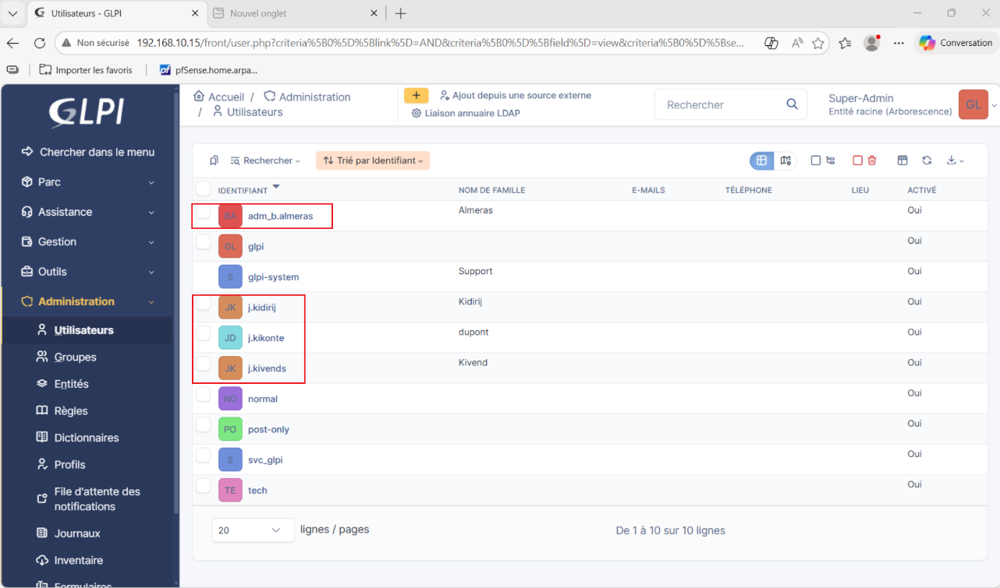 Utilisateurs - GLPI
Nouvel onglet
Non sécurisé 192.168.10.15/front/user.php?criteria%5B0%5D%5Blink%5D=AND&criteria%5B0%5D%5Bfield%5D=view&criteria%5B0%5D%5Bse...
Conversation
Importer les favoris
pf pfSense.home.arpa...
GLPI
Chercher dans le menu
Parc
Assistance
Gestion
Outils
Administration
Utilisateurs
Groupes
Entités
Règles
Dictionnaires
Profils
File d'attente des
notifications
Journaux
Inventaire
Formulaires
Accueil / Administration
/ Utilisateurs
+ Ajout depuis une source externe
Liaison annuaire LDAP
Rechercher
Super-Admin
Entité racine (Arborescence)
GL
Rechercher
Trié par Identifiant
IDENTIFIANT NOM DE FAMILLE E-MAILS TÉLÉPHONE LIEU ACTIVÉ
BA adm_b.almeras Almeras Oui
GL glpi Oui
S glpi-system Support Oui
JK j.kidirij Kidirij Oui
JD j.kikonte dupont Oui
JK j.kivends Kivend Oui
NO normal Oui
PO post-only Oui
S svc_glpi Oui
TE tech Oui
20 lignes / pages
De 1 à 10 sur 10 lignes